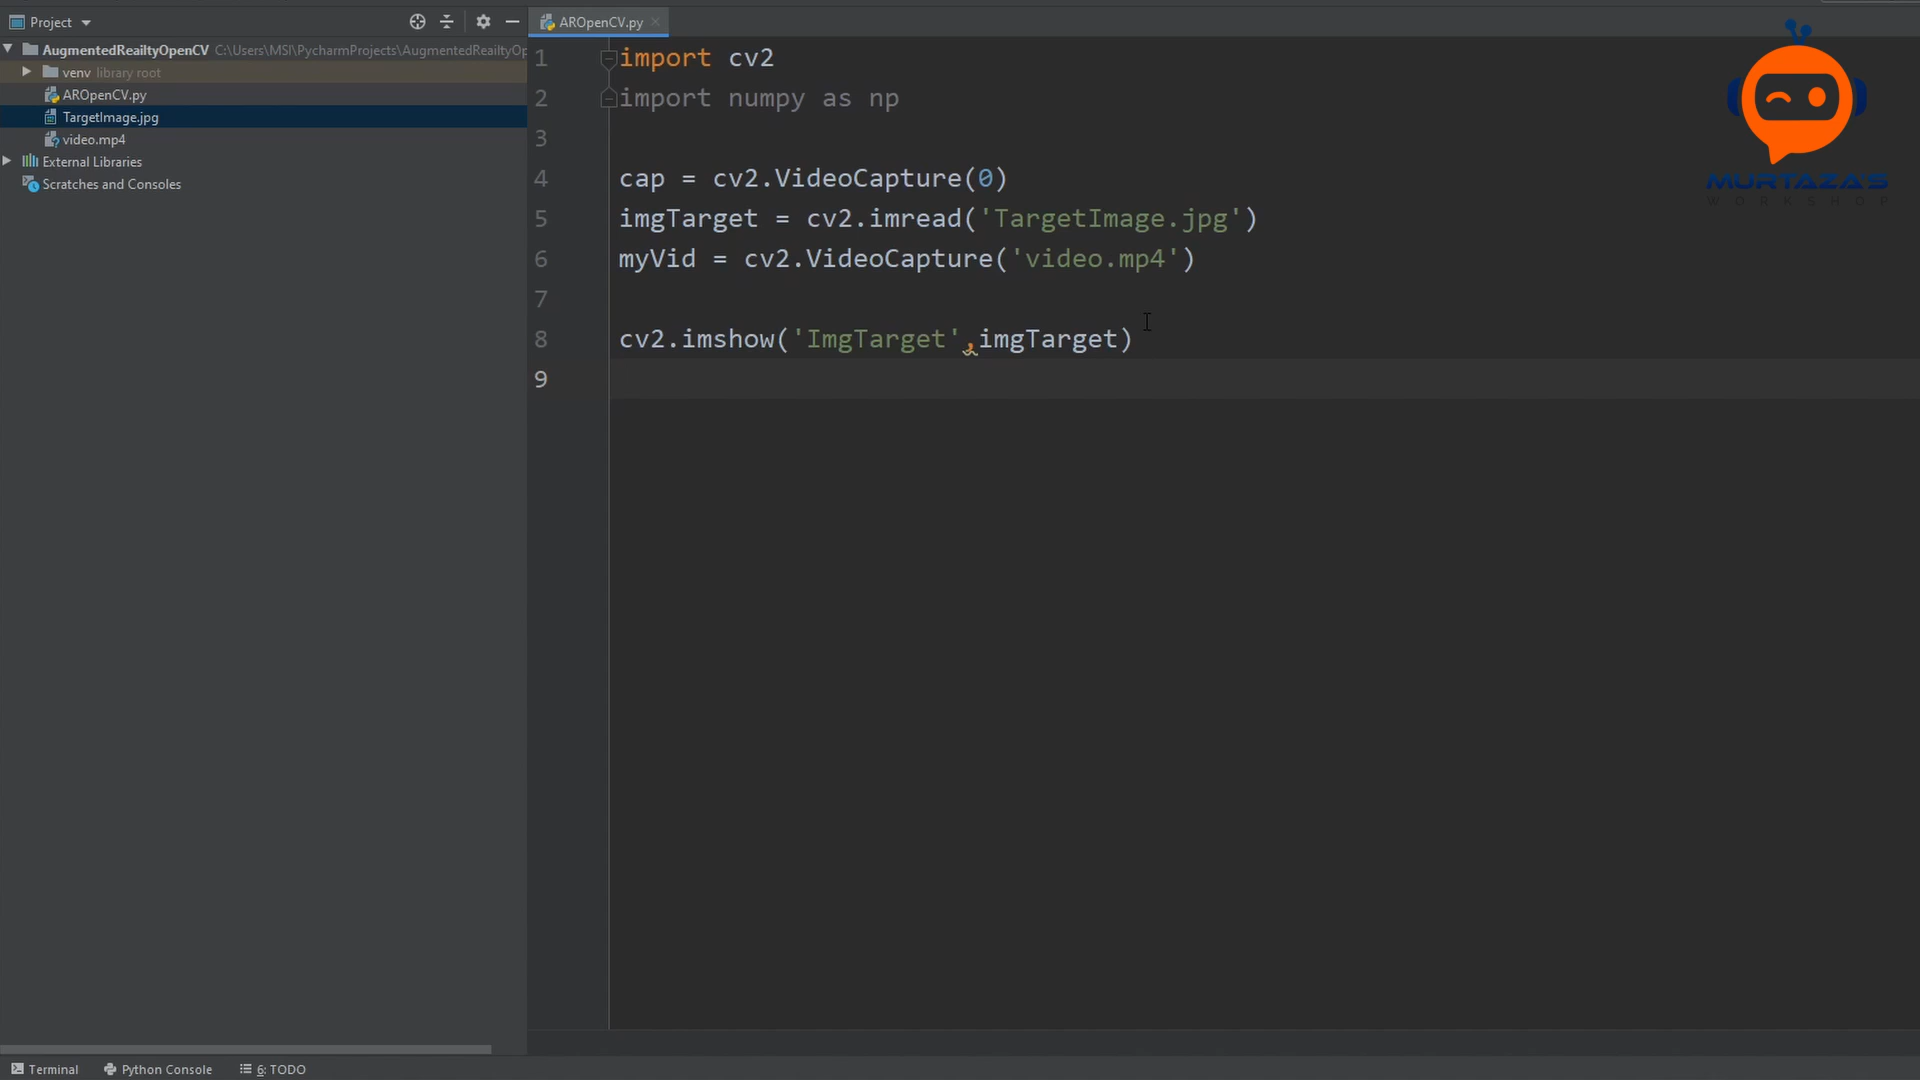 Project
AugmentedReailtyOpenCV C:\Users\MSI\PycharmProjects\AugmentedReailtyOp
venv library root
AROpenCV.py
TargetImage.jpg
video.mp4
External Libraries
Scratches and Consoles
AROpenCV.py
1 import cv2
2 import numpy as np
3
4 cap = cv2.VideoCapture(0)
5 imgTarget = cv2.imread('TargetImage.jpg')
6 myVid = cv2.VideoCapture('video.mp4')
7
8 cv2.imshow('ImgTarget',imgTarget)
9
MURTAZA'S
WORKSHOP
Terminal
Python Console
6: TODO